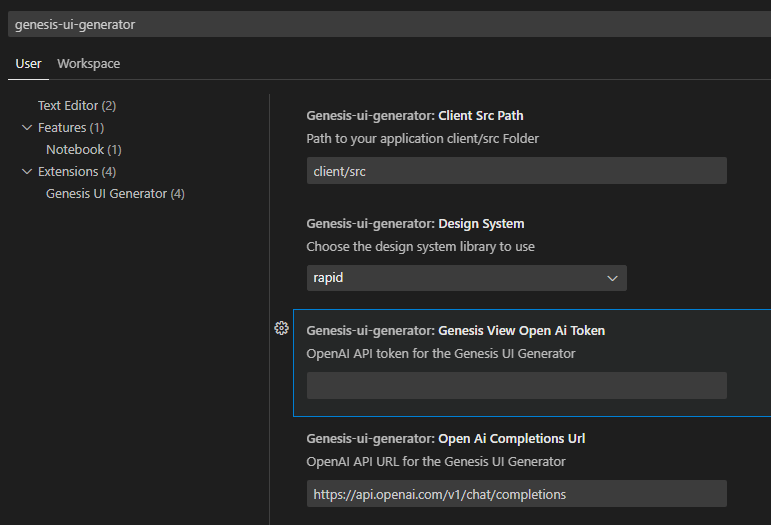 genesis-ui-generator
User Workspace
Text Editor (2)
Features (1)
Notebook (1)
Extensions (4)
Genesis UI Generator (4)
Genesis-ui-generator: Client Src Path
Path to your application client/src Folder
client/src
Genesis-ui-generator: Design System
Choose the design system library to use
rapid
Genesis-ui-generator: Genesis View Open Ai Token
OpenAI API token for the Genesis UI Generator
Genesis-ui-generator: Open Ai Completions Url
OpenAI API URL for the Genesis UI Generator
https://api.openai.com/v1/chat/completions